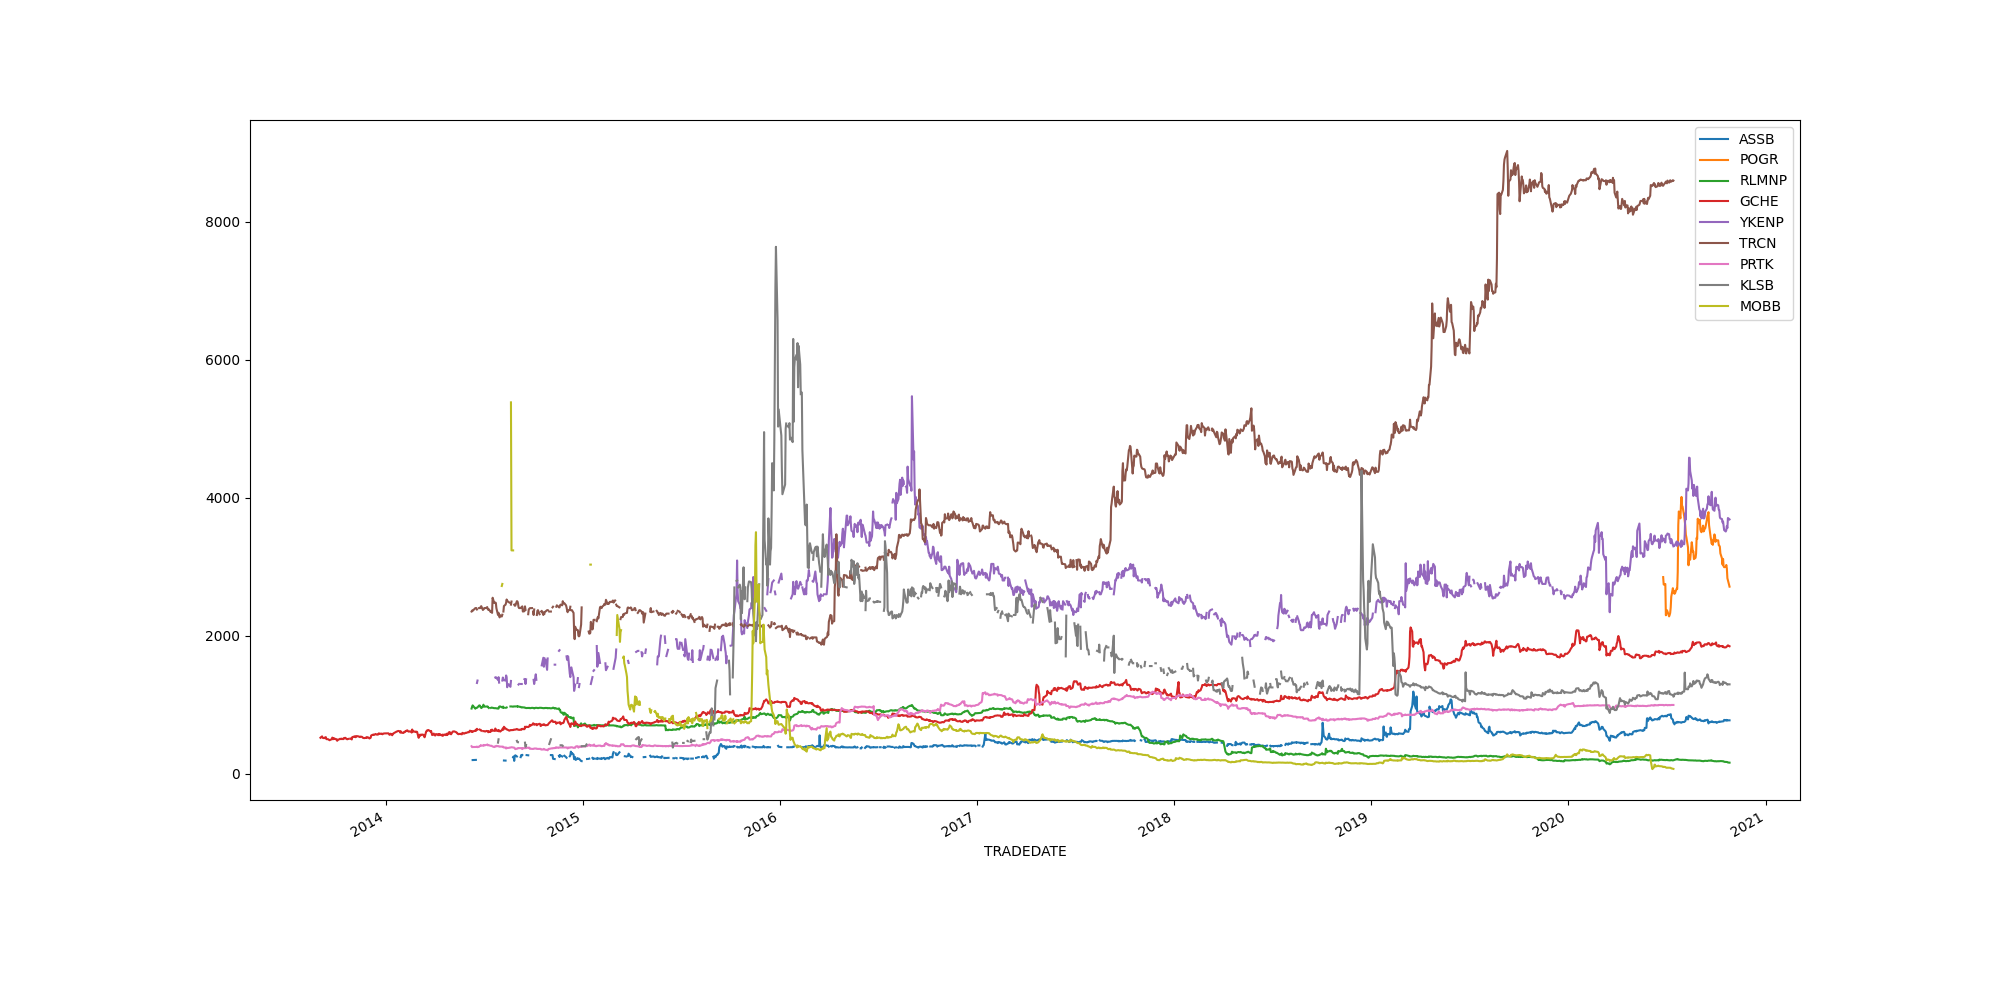 ASSB
POGR
RLMNP
GCHE
YKENP
TRCN
PRTK
KLSB
MOBB
8000
6000
4000
2000
0
2014 2015 2016 2017 2018 2019 2020 2021
TRADEDATE